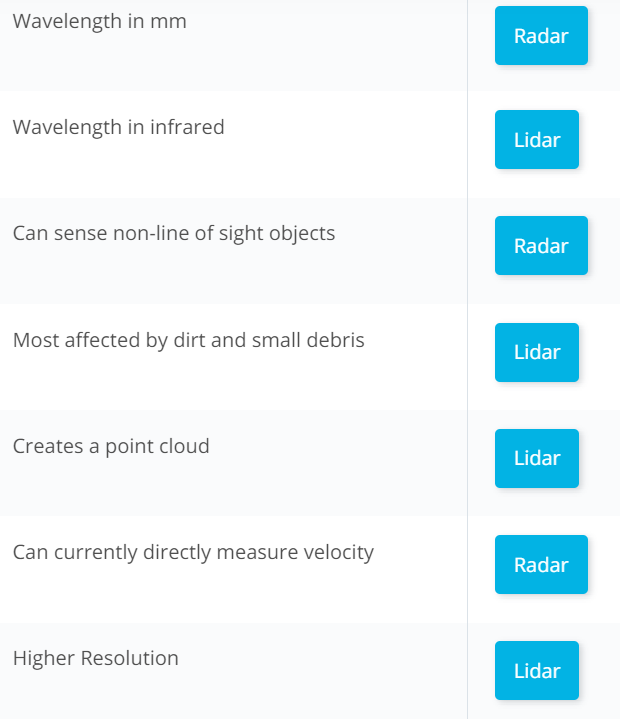 Wavelength in mm
Radar
Wavelength in infrared
Lidar
Can sense non-line of sight objects
Radar
Most affected by dirt and small debris
Lidar
Creates a point cloud
Lidar
Can currently directly measure velocity
Radar
Higher Resolution
Lidar